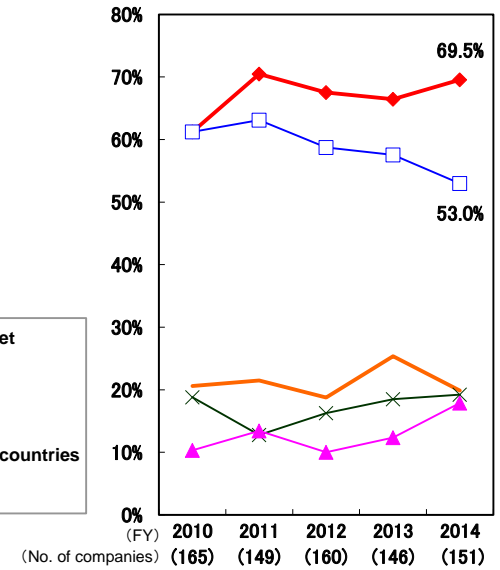 80%
69.5%
70%
60%
50%
53.0%
40%
30%
et
20%
countries
10%
0%
(FY) 2010 2011 2012 2013 2014
(No. of companies) (165) (149) (160) (146) (151)